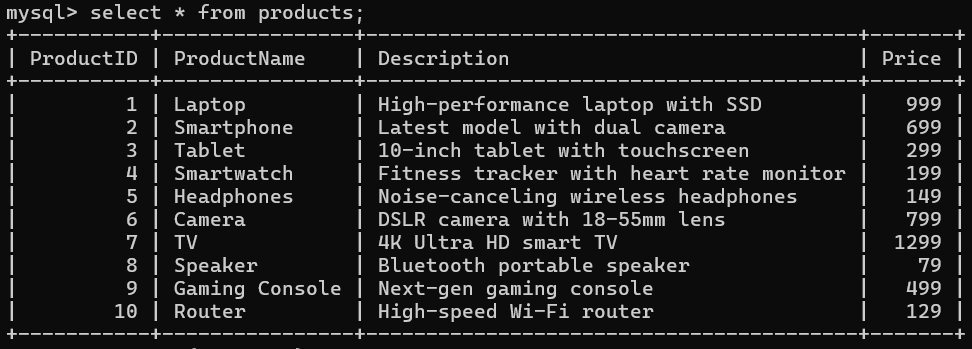 mysql> select * from products;
+-----------+----------------+-----------------------------------------+-------+
| ProductID | ProductName    | Description                             | Price |
+-----------+----------------+-----------------------------------------+-------+
|         1 | Laptop         | High-performance laptop with SSD        |   999 |
|         2 | Smartphone     | Latest model with dual camera           |   699 |
|         3 | Tablet         | 10-inch tablet with touchscreen         |   299 |
|         4 | Smartwatch     | Fitness tracker with heart rate monitor |   199 |
|         5 | Headphones     | Noise-canceling wireless headphones     |   149 |
|         6 | Camera         | DSLR camera with 18-55mm lens           |   799 |
|         7 | TV             | 4K Ultra HD smart TV                    |  1299 |
|         8 | Speaker        | Bluetooth portable speaker              |    79 |
|         9 | Gaming Console | Next-gen gaming console                 |   499 |
|        10 | Router         | High-speed Wi-Fi router                 |   129 |
+-----------+----------------+-----------------------------------------+-------+